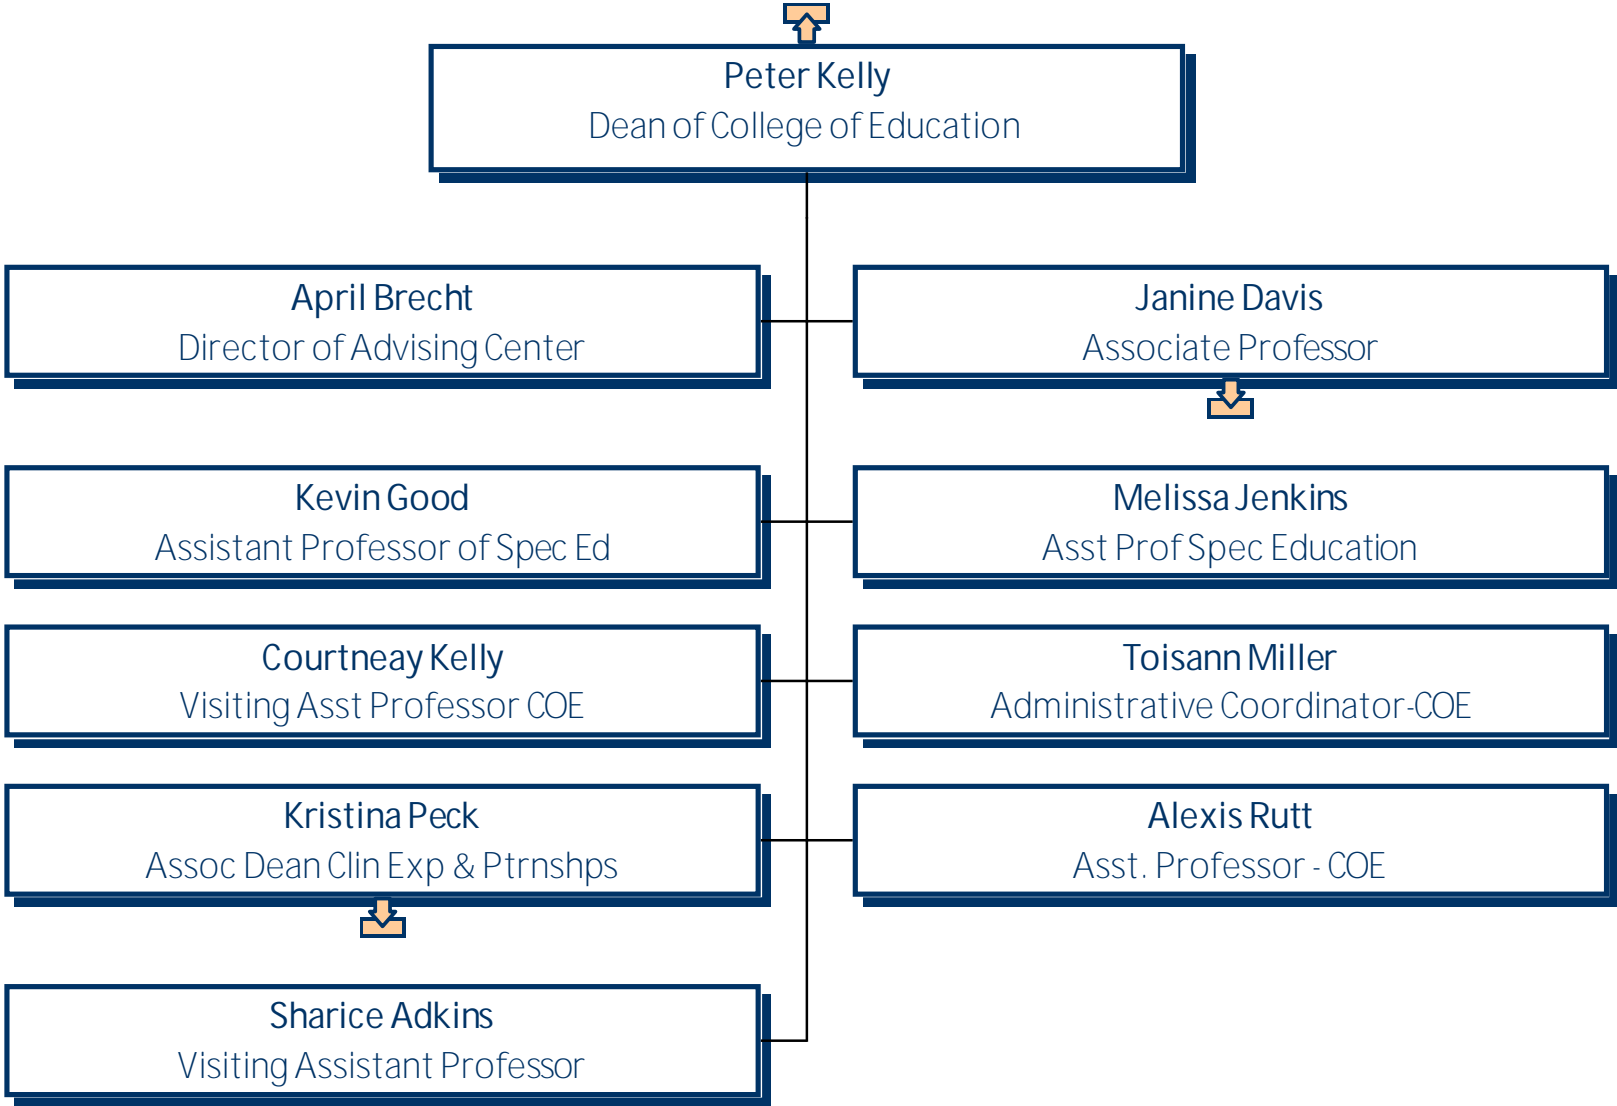 Peter Kelly
Dean of College of Education
April Brecht
Director of Advising Center
Janine Davis
Associate Professor
Kevin Good
Assistant Professor of Spec Ed
Melissa Jenkins
Asst Prof Spec Education
Courtneay Kelly
Visiting Asst Professor COE
Toisann Miller
Administrative Coordinator-COE
Kristina Peck
Assoc Dean Clin Exp & Ptrnshps
Alexis Rutt
Asst. Professor - COE
Sharice Adkins
Visiting Assistant Professor